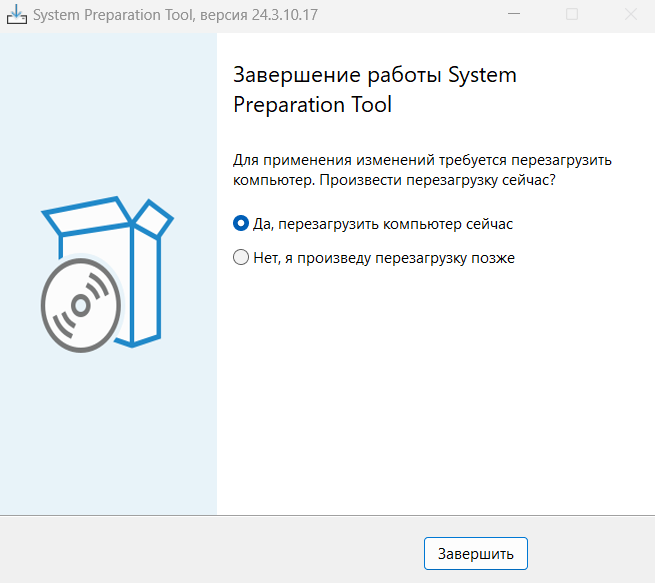 System Preparation Tool, версия 24.3.10.17
Завершение работы System
Preparation Tool
Для применения изменений требуется перезагрузить
компьютер. Произвести перезагрузку сейчас?
Да, перезагрузить компьютер сейчас
Нет, я произведу перезагрузку позже
Завершить